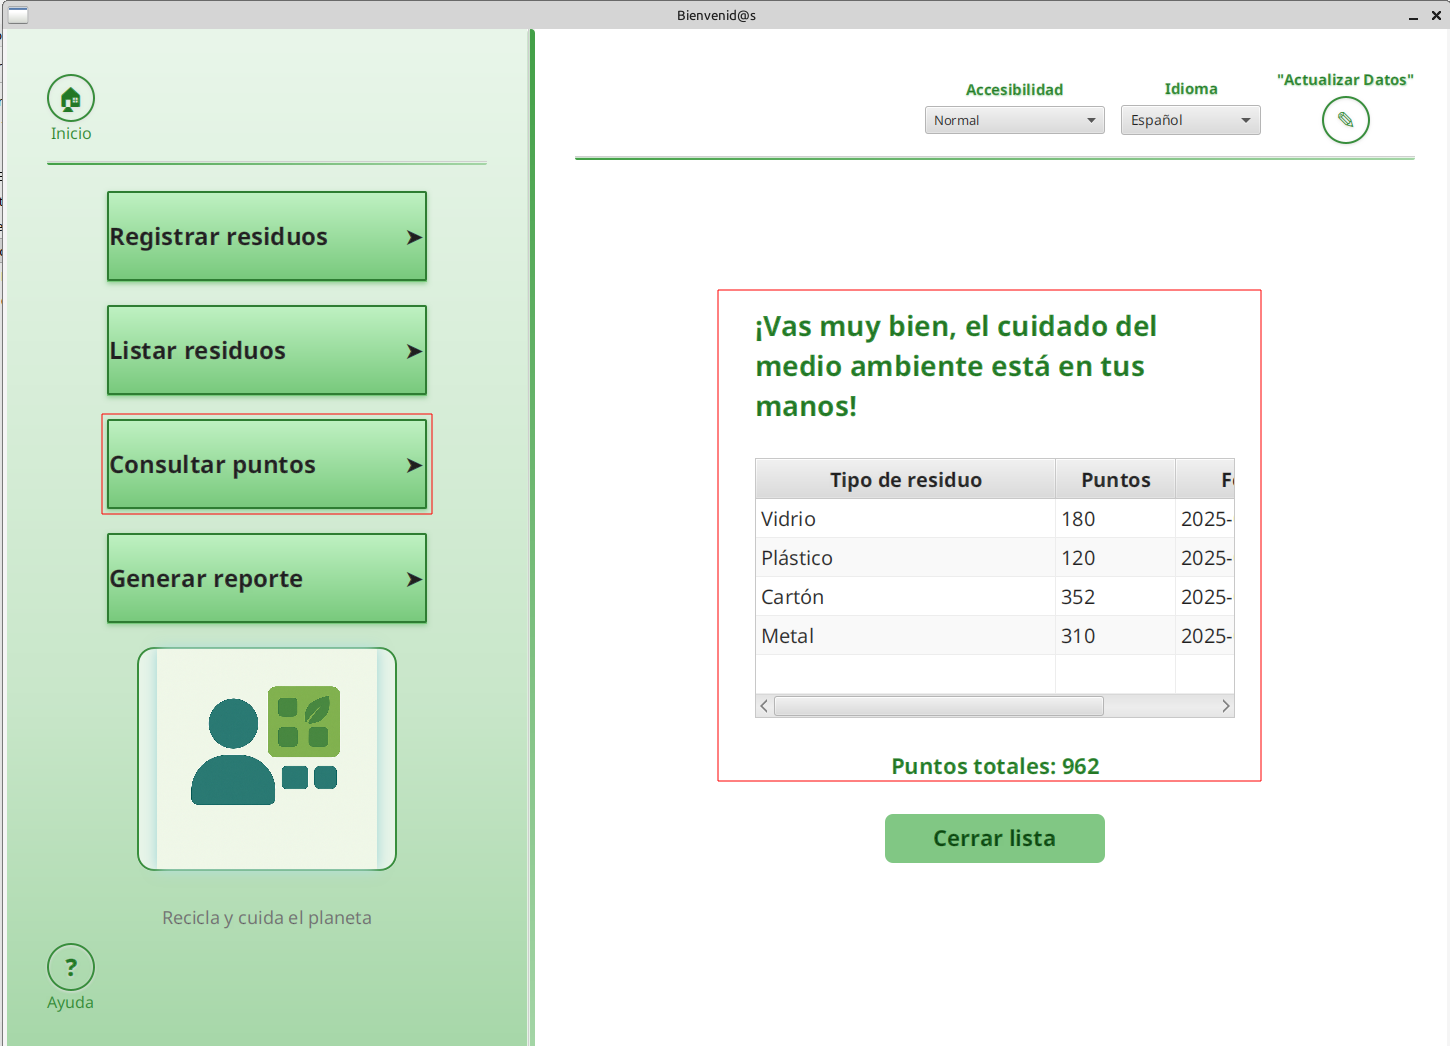 Bienvenid@s
Inicio
Registrar residuos ➤
Listar residuos ➤
Consultar puntos ➤
Generar reporte ➤
Recicla y cuida el planeta
?
Ayuda
Accesibilidad
Normal
Idioma
Español
"Actualizar Datos"
¡Vas muy bien, el cuidado del
medio ambiente está en tus
manos!
Tipo de residuo Puntos
Vidrio 180 2025-
Plástico 120 2025-
Cartón 352 2025-
Metal 310 2025-
Puntos totales: 962
Cerrar lista